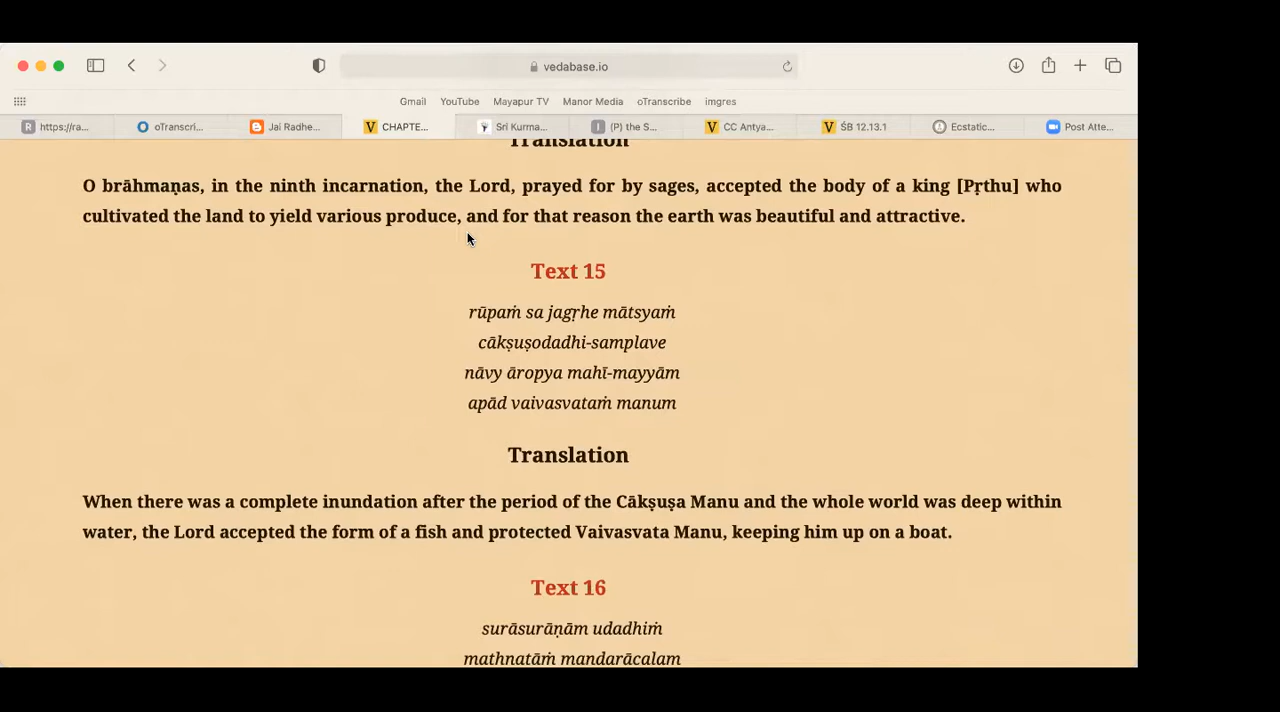 vedabase.io
Gmail YouTube Mayapur TV Manor Media oTranscribe imgres
https://ra... oTranscri... Jai Radhe... CHAPTE... Sri Kurma... (P) the S... CC Antya... ŚB 12.13.1 Ecstatic... Post Atte...
Translation
O brāhmaṇas, in the ninth incarnation, the Lord, prayed for by sages, accepted the body of a king [Pṛthu] who
cultivated the land to yield various produce, and for that reason the earth was beautiful and attractive.
Text 15
rūpaṁ sa jagṛhe mātsyaṁ
cākṣuṣodadhi-samplave
nāvy āropya mahī-mayyām
apād vaivasvataṁ manum
Translation
When there was a complete inundation after the period of the Cākṣuṣa Manu and the whole world was deep within
water, the Lord accepted the form of a fish and protected Vaivasvata Manu, keeping him up on a boat.
Text 16
surāsurāṇām udadhiṁ
mathnatāṁ mandarācalam